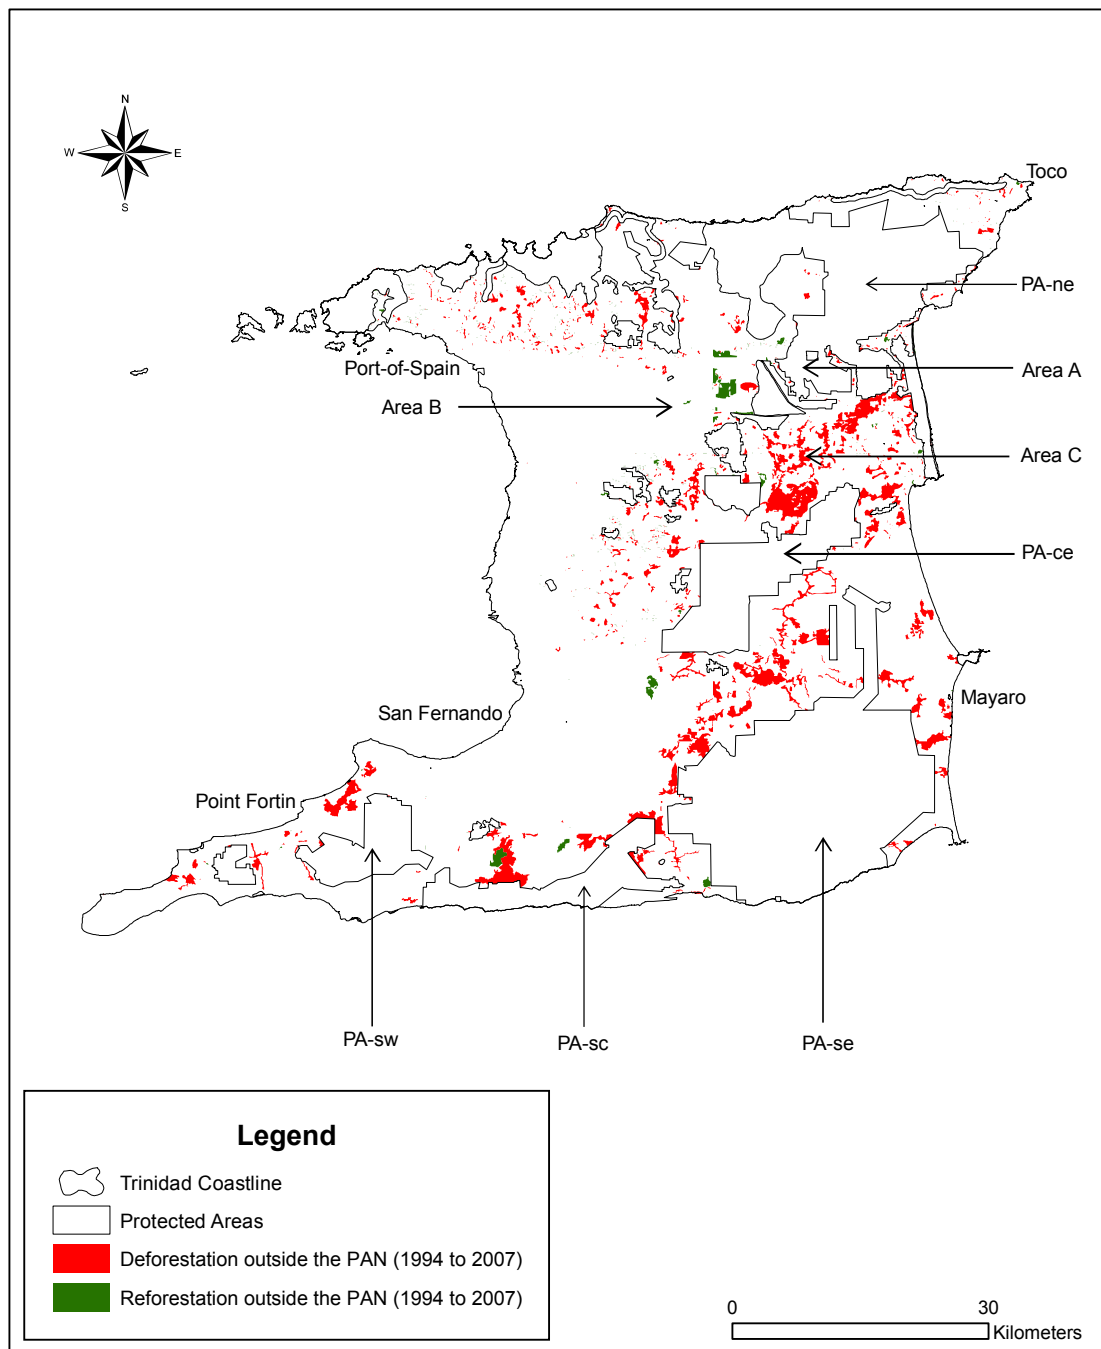 N
W
E
S
Toco
PA-ne
Port-of-Spain
Area A
Area B
Area C
PA-ce
San Fernando
Mayaro
Point Fortin
PA-sw
PA-sc
PA-se
Legend
Trinidad Coastline
Protected Areas
Deforestation outside the PAN (1994 to 2007)
Reforestation outside the PAN (1994 to 2007)
0
30
Kilometers